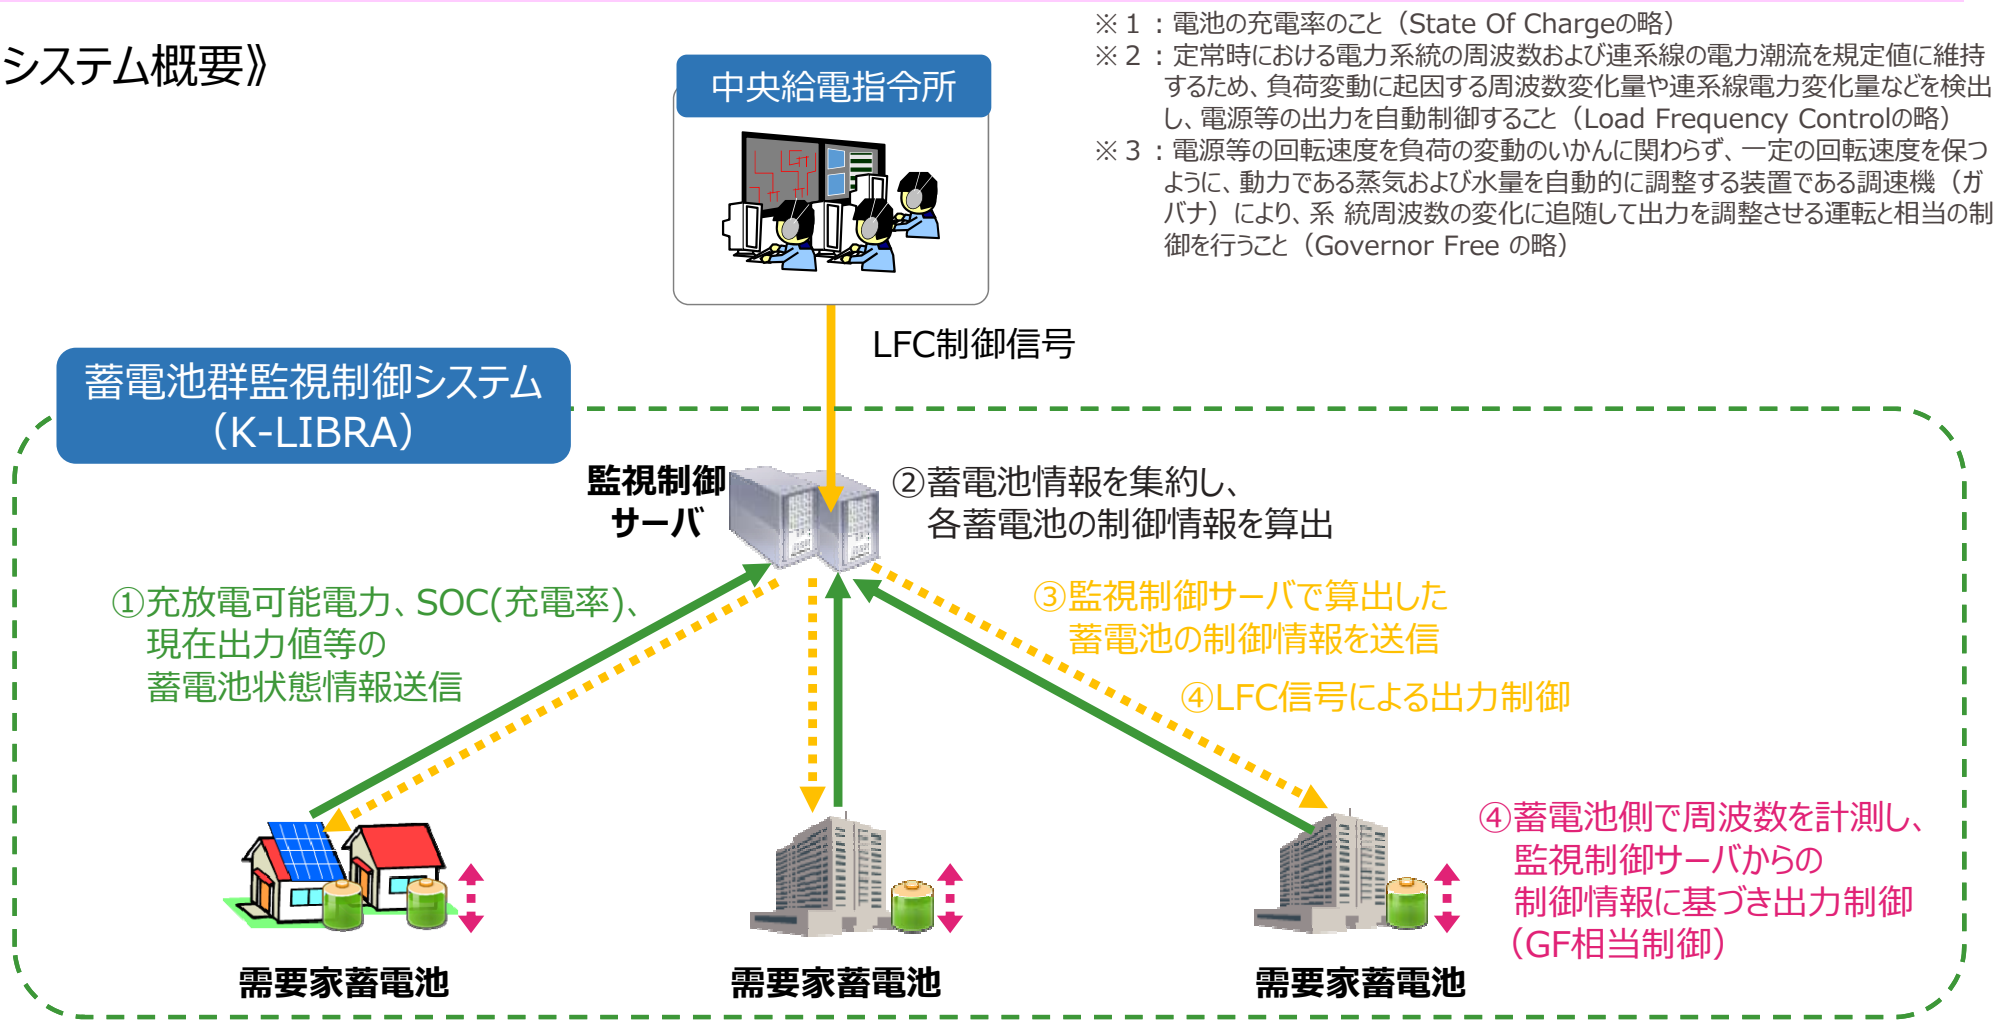 システム概要》
※1：電池の充電率のこと（State Of Chargeの略）
※2：定常時における電力系統の周波数および連系線の電力潮流を規定値に維持
するため、負荷変動に起因する周波数変化量や連系線電力変化量などを検出
し、電源等の出力を自動制御すること（Load Frequency Controlの略）
※3：電源等の回転速度を負荷の変動のいかんに関わらず、一定の回転速度を保つ
ように、動力である蒸気および水量を自動的に調整する装置である調速機（ガ
バナ）により、系 統周波数の変化に追随して出力を調整させる運転と相当の制
御を行うこと（Governor Free の略）
中央給電指令所
LFC制御信号
蓄電池群監視制御システム
（K-LIBRA）
監視制御
サーバ
②蓄電池情報を集約し、
各蓄電池の制御情報を算出
①充放電可能電力、SOC(充電率)、
現在出力値等の
蓄電池状態情報送信
③監視制御サーバで算出した
蓄電池の制御情報を送信
④LFC信号による出力制御
④蓄電池側で周波数を計測し、
監視制御サーバからの
制御情報に基づき出力制御
（GF相当制御）
需要家蓄電池
需要家蓄電池
需要家蓄電池